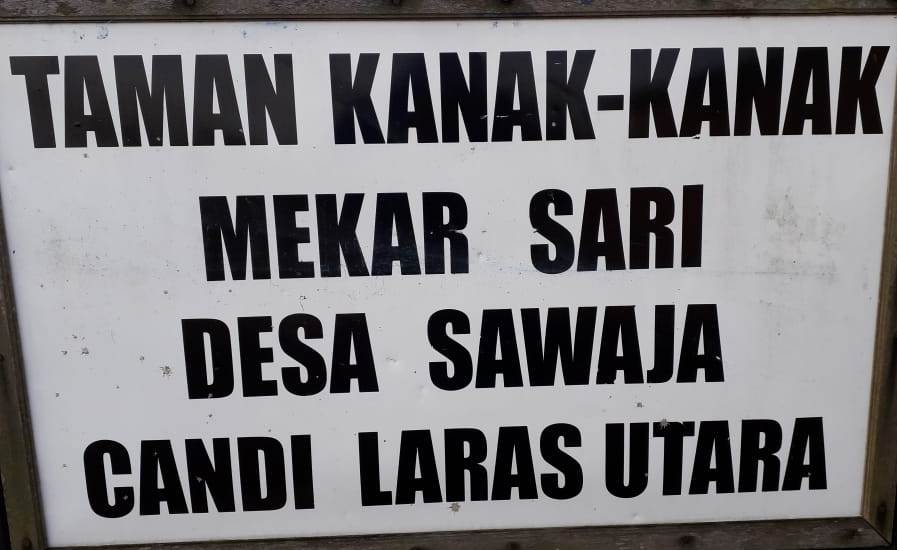 TAMAN KANAK-KANAK
MEKAR SARI
DESA SAWAJA
CANDI LARAS UTARA